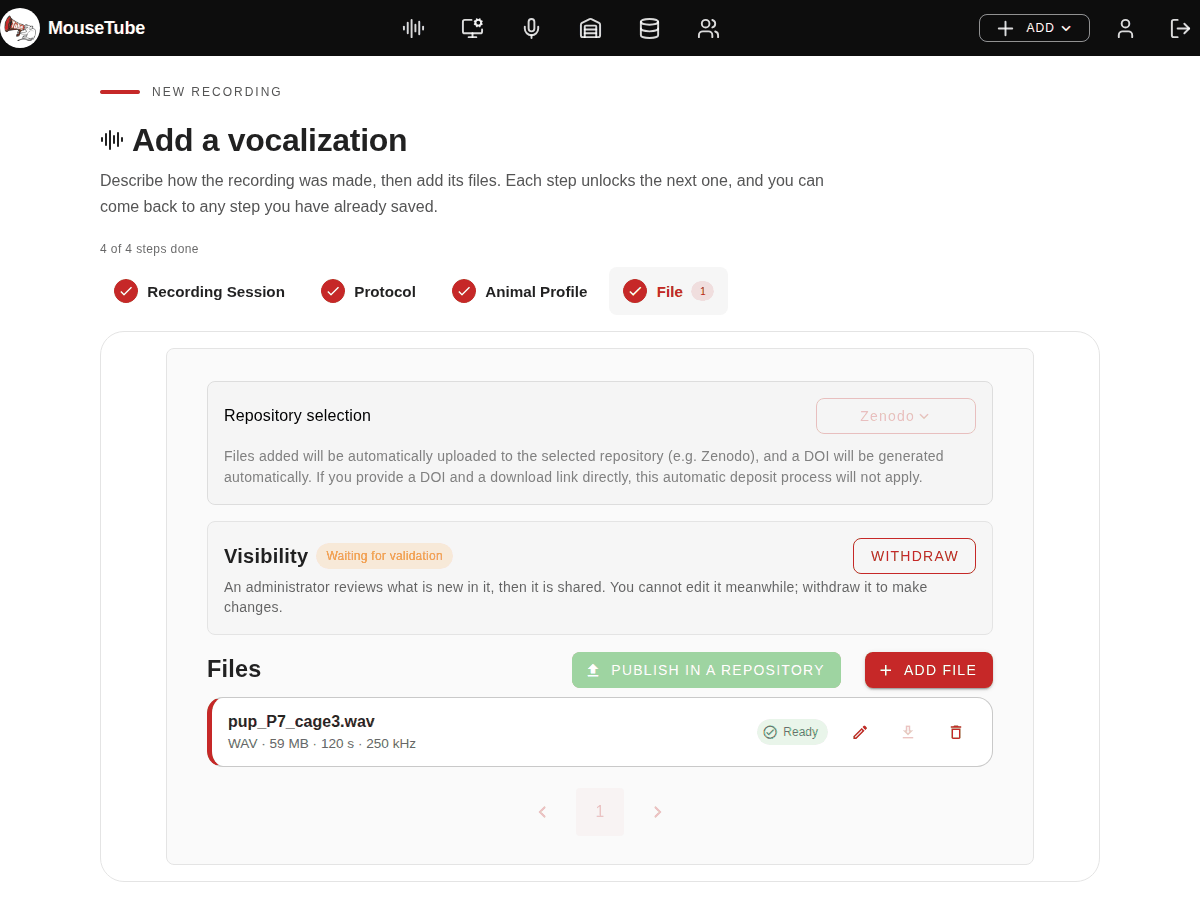 MouseTube
ADD
NEW RECORDING
Add a vocalization
Describe how the recording was made, then add its files. Each step unlocks the next one, and you can
come back to any step you have already saved.
4 of 4 steps done
Recording Session
Protocol
Animal Profile
File 1
Repository selection
Zenodo
Files added will be automatically uploaded to the selected repository (e.g. Zenodo), and a DOI will be generated
automatically. If you provide a DOI and a download link directly, this automatic deposit process will not apply.
Visibility Waiting for validation
WITHDRAW
An administrator reviews what is new in it, then it is shared. You cannot edit it meanwhile; withdraw it to make
changes.
Files
PUBLISH IN A REPOSITORY
ADD FILE
pup_P7_cage3.wav
WAV · 59 MB · 120 s · 250 kHz
Ready
1